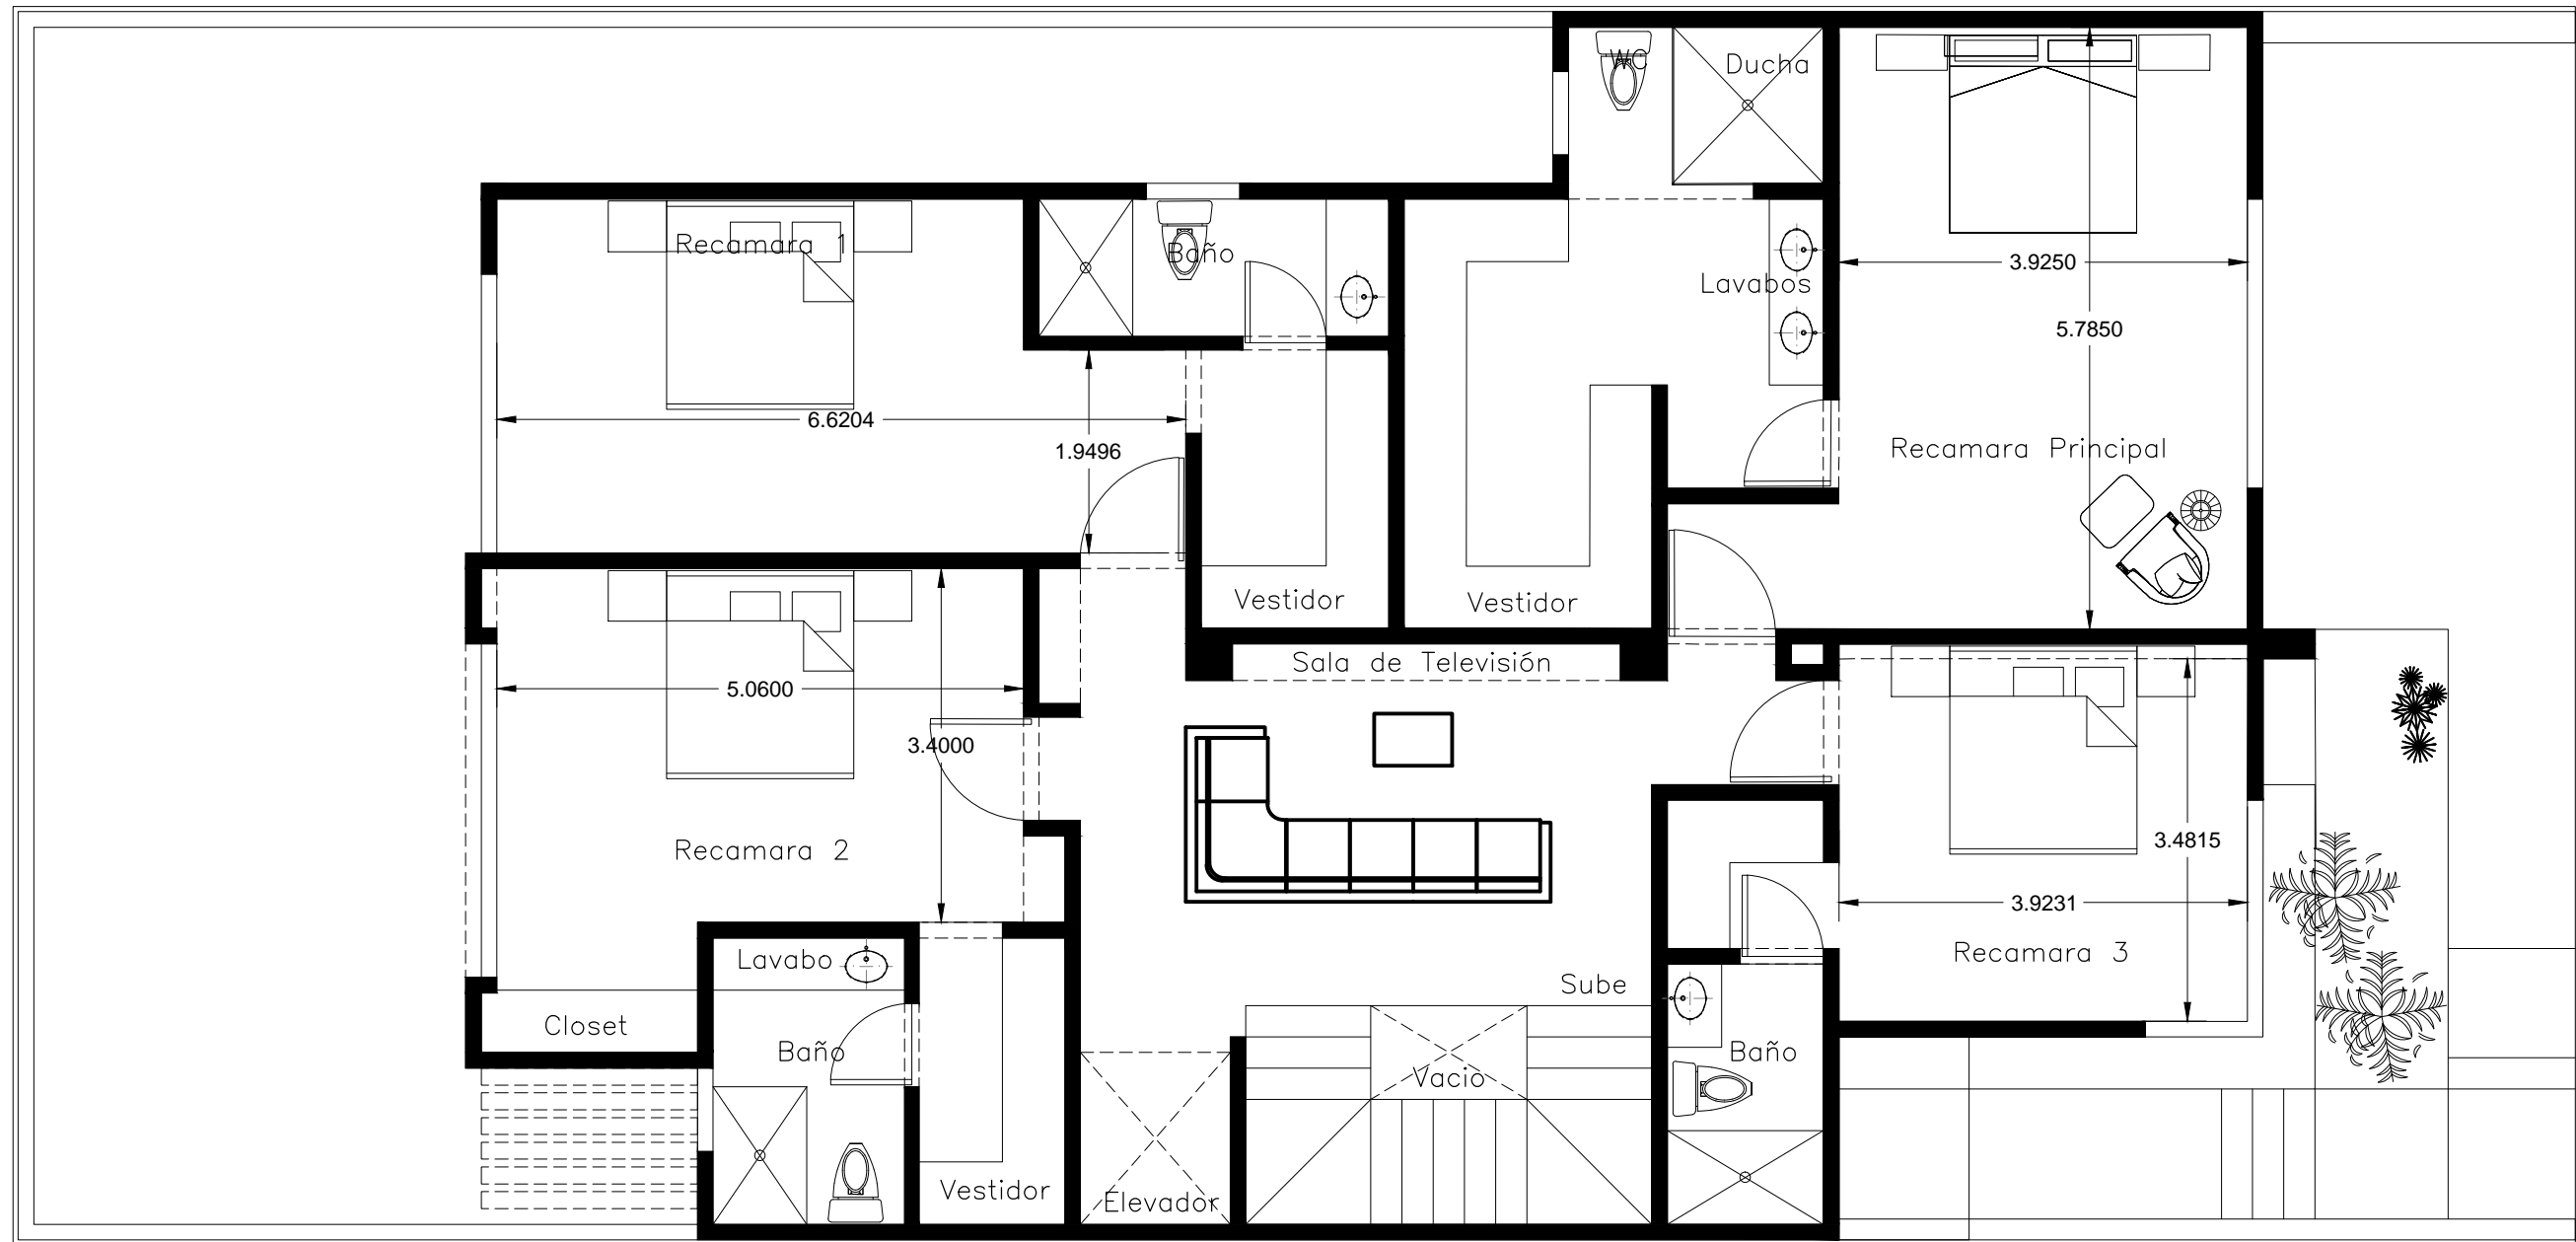 WC
Ducha
Recamara 1
Baño
3.9250
Lavabos
5.7850
6.6204
1.9496
Recamara Principal
Vestidor
Vestidor
Sala de Televisión
5.0600
3.4000
Recamara 2
3.4815
3.9231
Lavabo
Recamara 3
Sube
Closet
Baño
Vacio
Baño
Vestidor
Elevador